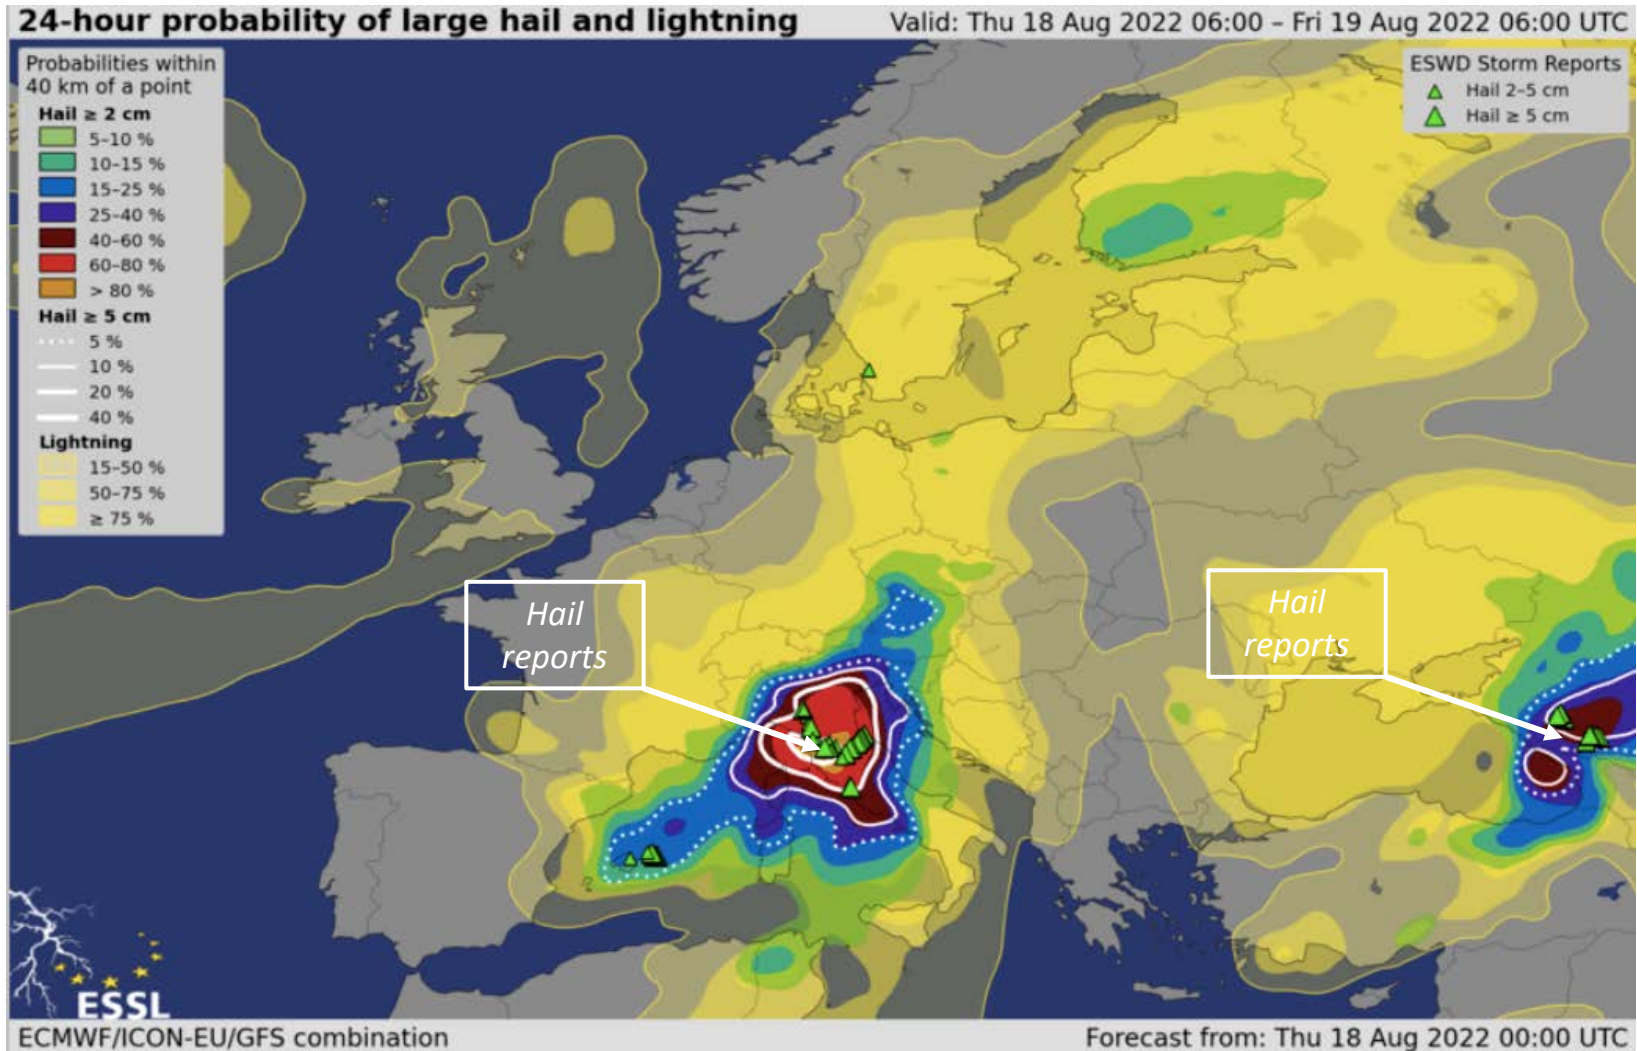 24-hour probability of large hail and lightning
Valid: Thu 18 Aug 2022 06:00 – Fri 19 Aug 2022 06:00 UTC
Probabilities within
40 km of a point
Hail ≥ 2 cm
5–10 %
10–15 %
15–25 %
25–40 %
40–60 %
60–80 %
> 80 %
Hail ≥ 5 cm
5 %
10 %
20 %
40 %
Lightning
15–50 %
50–75 %
≥ 75 %
ESWD Storm Reports
Hail 2–5 cm
Hail ≥ 5 cm
Hail
reports
Hail
reports
ESSL
ECMWF/ICON-EU/GFS combination
Forecast from: Thu 18 Aug 2022 00:00 UTC